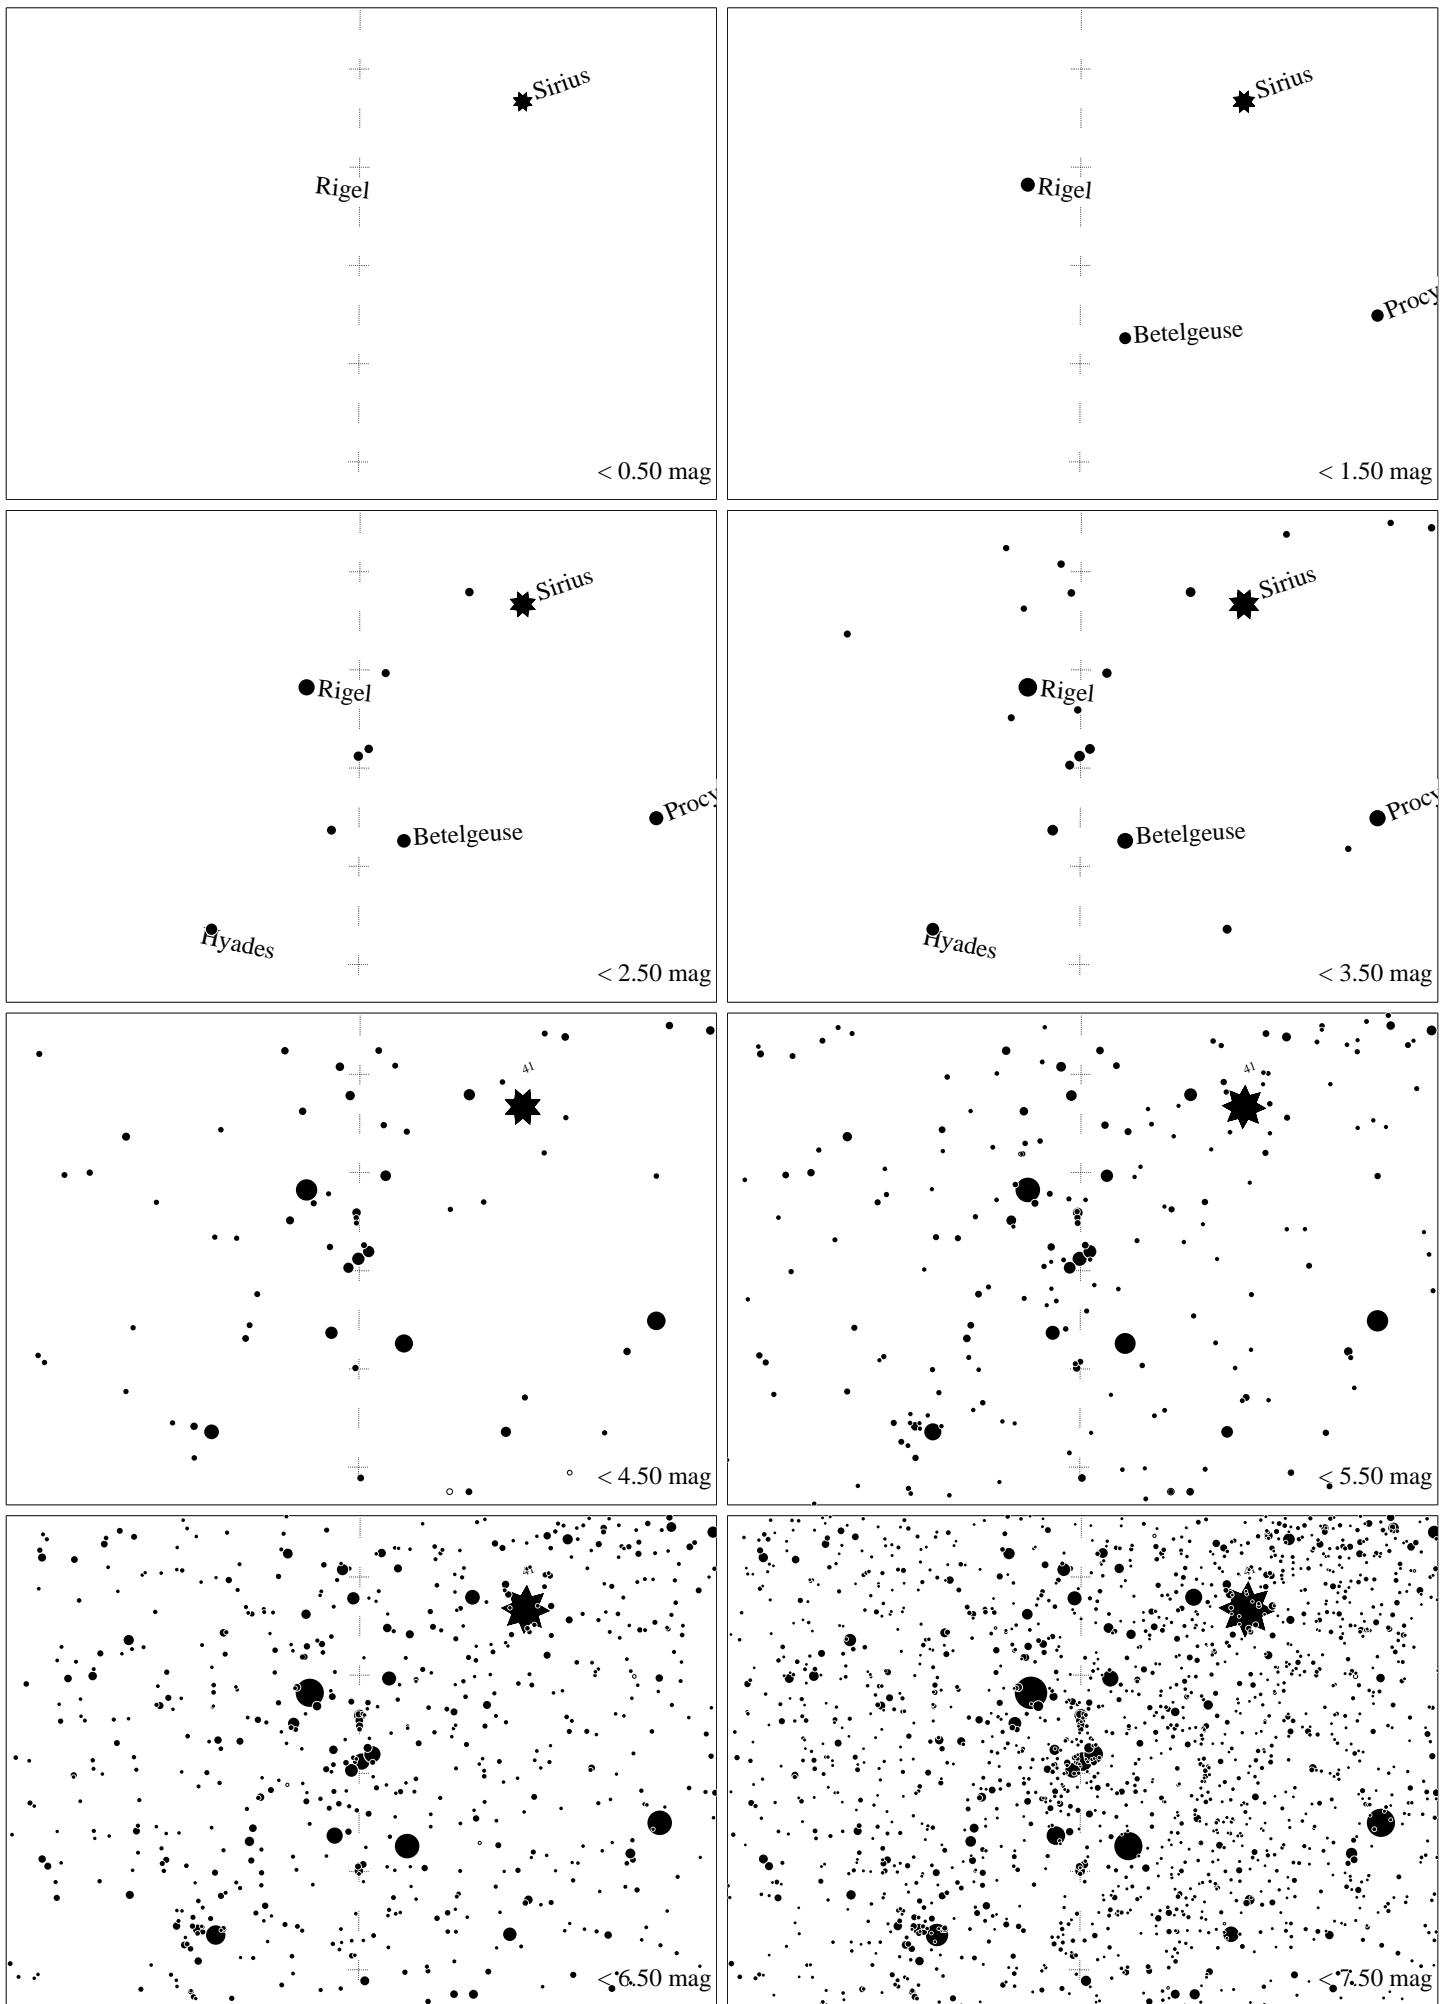 Sirius
Rigel
< 0.50 mag
Sirius
Rigel
Procy
Betelgeuse
< 1.50 mag
Sirius
Rigel
Procy
Betelgeuse
Hyades
< 2.50 mag
Sirius
Rigel
Procy
Betelgeuse
Hyades
< 3.50 mag
41
< 4.50 mag
41
< 5.50 mag
41
< 6.50 mag
< 7.50 mag